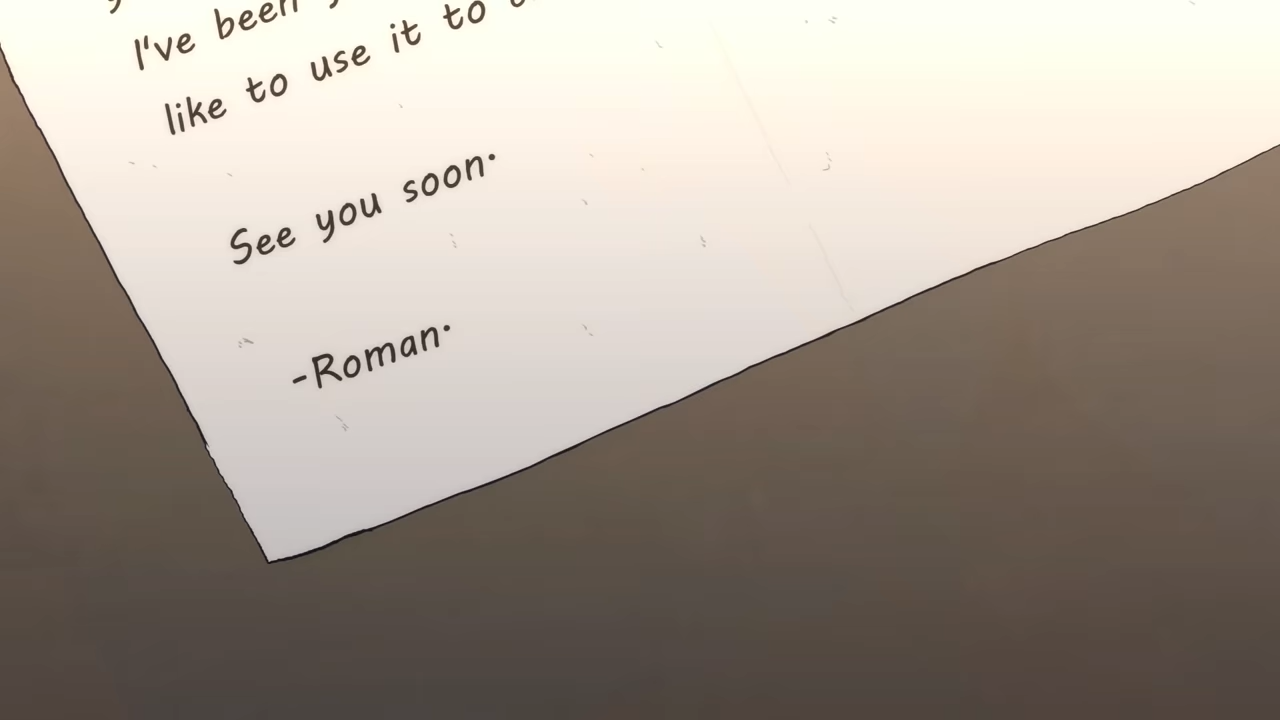 I've been
like to use it to
See you soon.
-Roman.